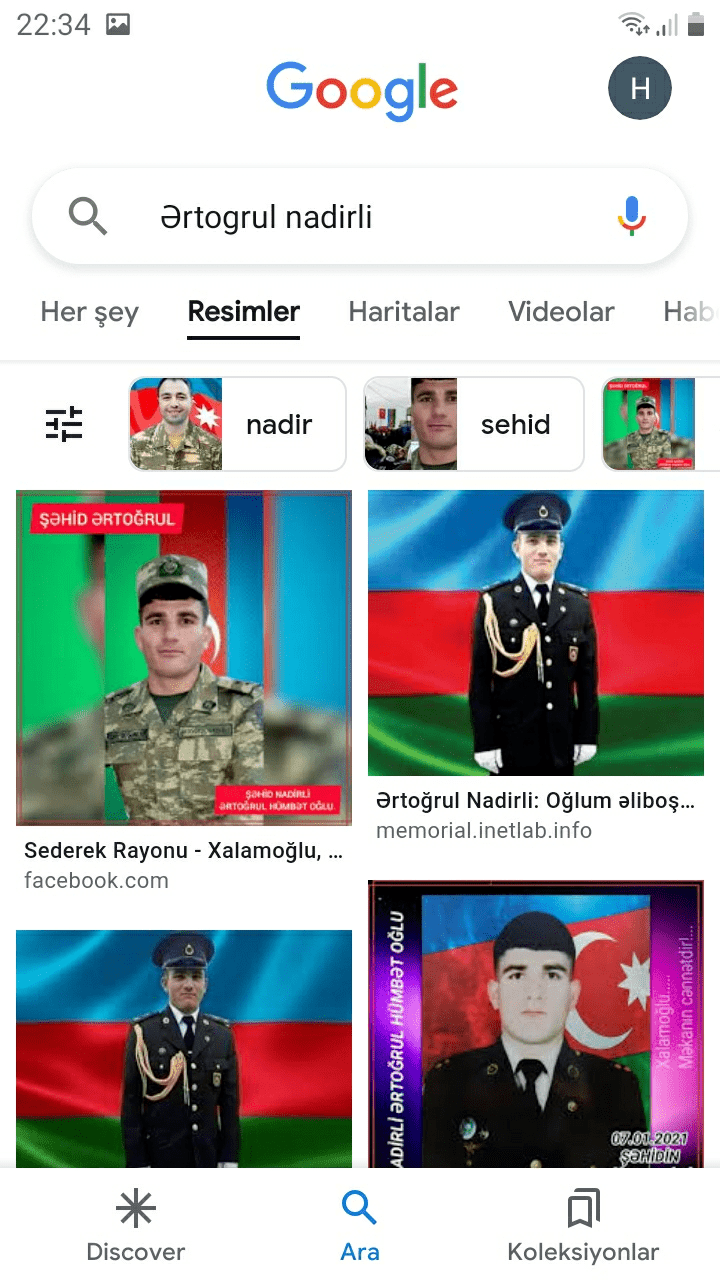 22:34
Google
H
Ərtogrul nadirli
Her şey
Resimler
Haritalar
Videolar
Hab
nadir
sehid
ŞƏHİD ƏRTOĞRUL
ŞƏHİD NADİRLİ
ƏRTOĞRUL HÜMBƏT OĞLU
Sederek Rayonu - Xalamoğlu, ...
facebook.com
Ərtoğrul Nadirli: Oğlum əliboş...
memorial.inetlab.info
ADİRLİ ƏRTOĞRUL HÜMBƏT OĞLU
Xalamoğlu.....
Məkanin cənnətdir!...
07.01.2021
ŞƏHİDİN
Discover
Ara
Koleksiyonlar